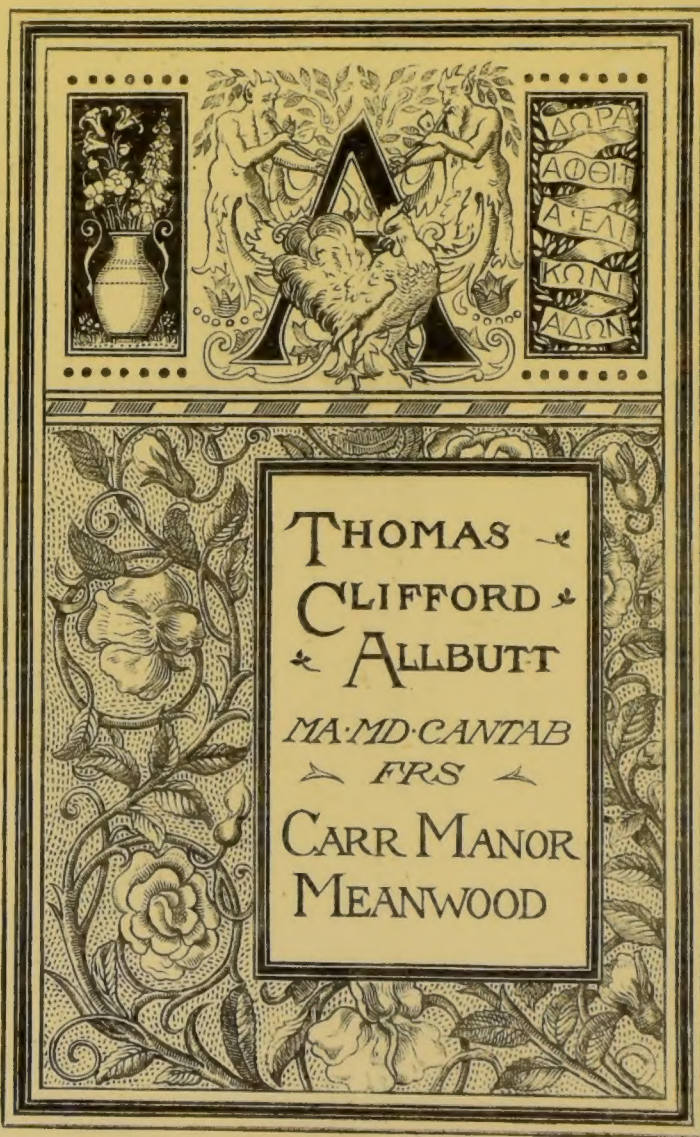 A
ΔΩΡΑ
ΑΦΘΙΤ
Α·ΕΛΙ
ΚΩΝΙ
ΑΔΩΝ
THOMAS
CLIFFORD
ALLBUTT
MA·MD·CANTAB
FRS
CARR MANOR
MEANWOOD